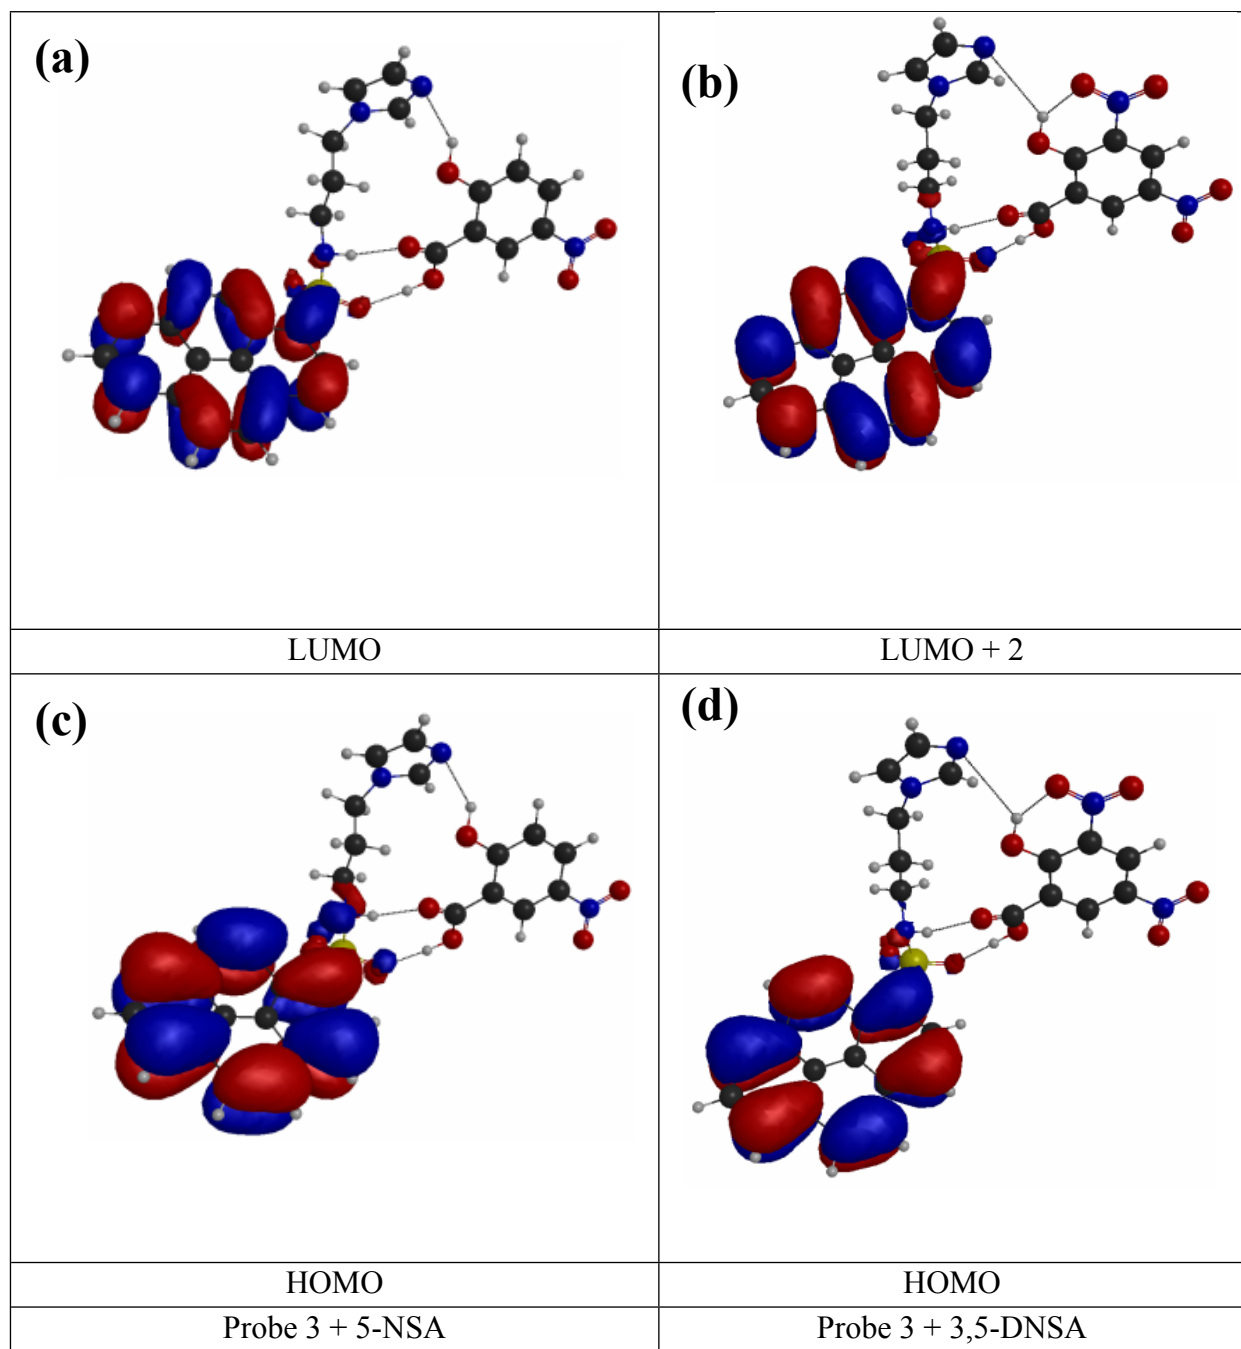 (a)
(b)
LUMO
LUMO + 2
(c)
(d)
HOMO
HOMO
Probe 3 + 5-NSA
Probe 3 + 3,5-DNSA